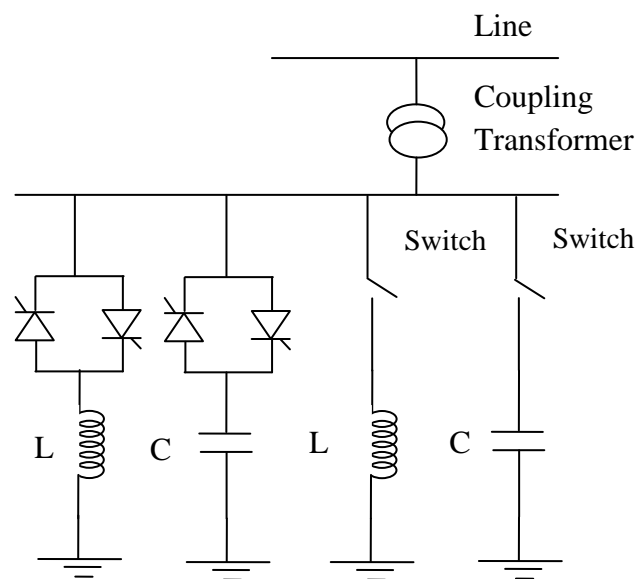 Line
Coupling
Transformer
Switch
Switch
L
C
L
C